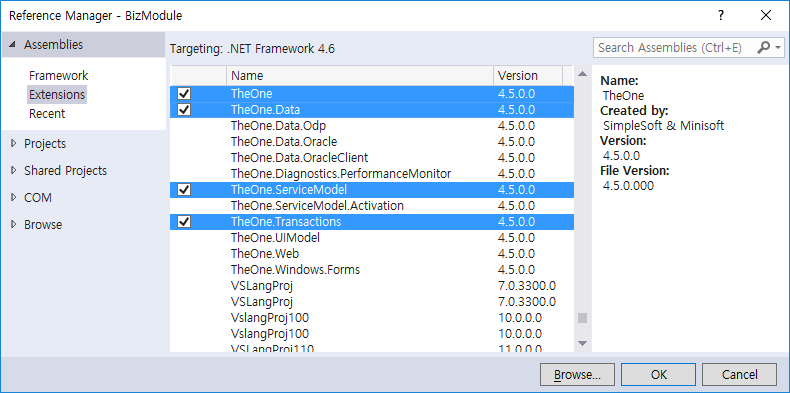 Reference Manager - BizModule
? 
Assemblies
Framework
Extensions
Recent
Projects
Shared Projects
COM
Browse
Targeting: .NET Framework 4.6
Search Assemblies (Ctrl+E)
Name Version
TheOne 4.5.0.0
TheOne.Data 4.5.0.0
TheOne.Data.Odp 4.5.0.0
TheOne.Data.Oracle 4.5.0.0
TheOne.Data.OracleClient 4.5.0.0
TheOne.Diagnostics.PerformanceMonitor 4.5.0.0
TheOne.ServiceModel 4.5.0.0
TheOne.ServiceModel.Activation 4.5.0.0
TheOne.Transactions 4.5.0.0
TheOne.UIModel 4.5.0.0
TheOne.Web 4.5.0.0
TheOne.Windows.Forms 4.5.0.0
VSLangProj 7.0.3300.0
VSLangProj 7.0.3300.0
VslangProj100 10.0.0.0
VslangProj100 10.0.0.0
VSLangProj110 11.0.0.0
Name:
TheOne
Created by:
SimpleSoft & Minisoft
Version:
4.5.0.0
File Version:
4.5.0.000
Browse...
OK
Cancel